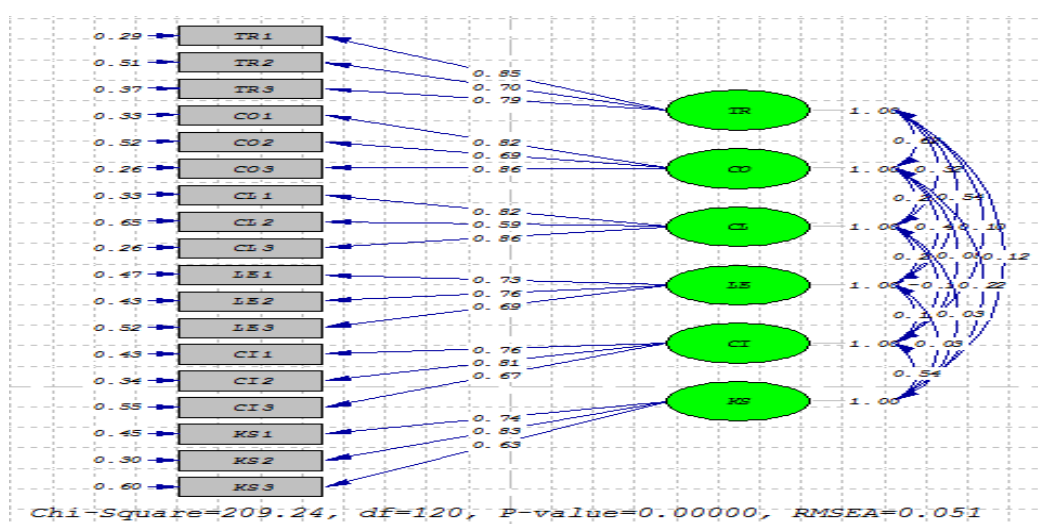 0.29 TR1
0.51 TR2
0.37 TR3
0.33 CO1
0.52 CO2
0.26 CO3
0.33 CL1
0.65 CL2
0.26 CL3
0.47 LE1
0.43 LE2
0.52 LE3
0.43 CI1
0.34 CI2
0.55 CI3
0.45 KS1
0.30 KS2
0.60 KS3
0.85
0.70
0.79
0.82
0.69
0.86
0.82
0.59
0.86
0.73
0.76
0.69
0.76
0.81
0.67
0.74
0.83
0.63
TR 1.00
CO 1.00
CL 1.00
LE 1.00
CI 1.00
KS 1.00
0.32
0.54
0.12
0.22
0.03
0.03
0.54
Chi-Square=209.24, df=120, P-value=0.00000, RMSEA=0.051